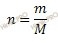 n = m/M